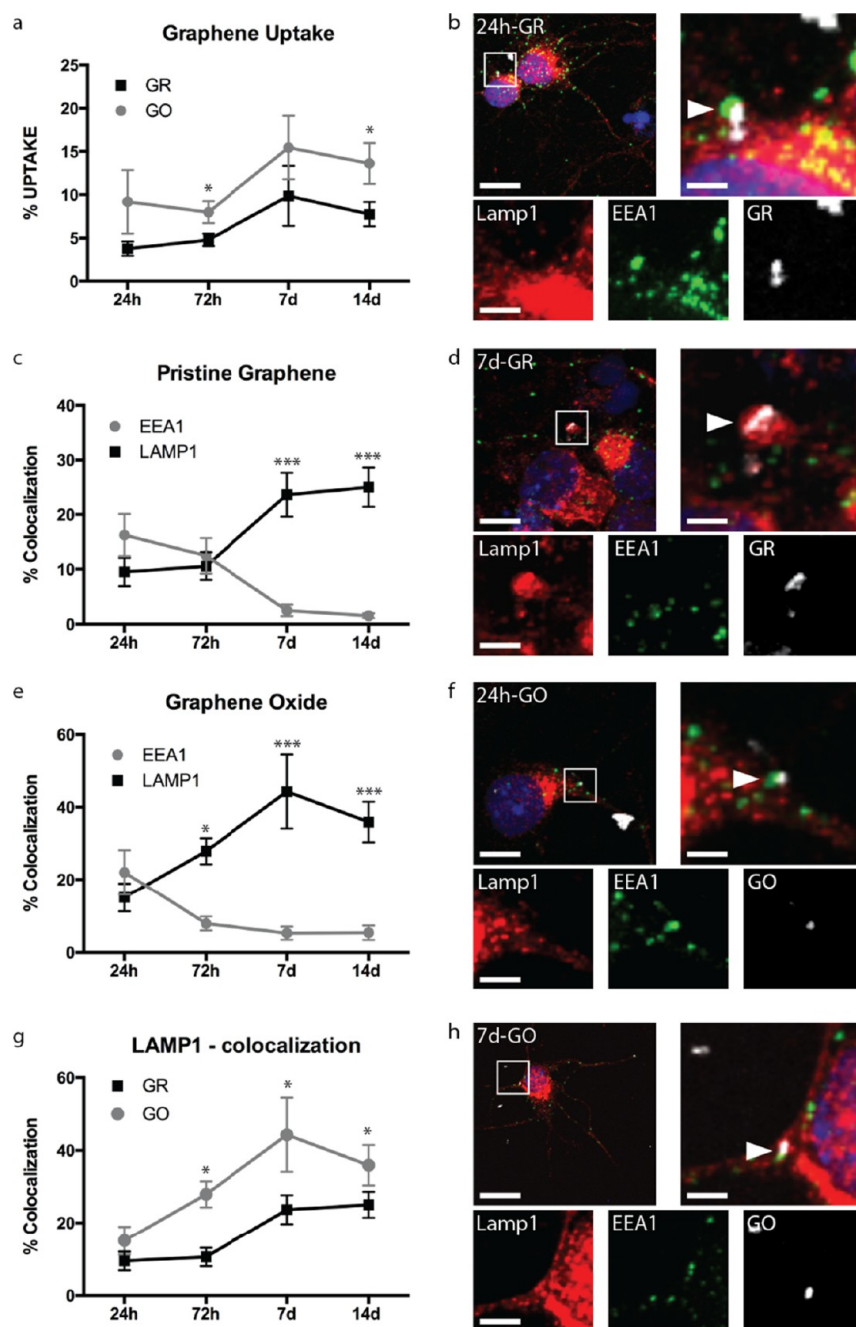 a
Graphene Uptake
25
20
15
10
5
0
% UPTAKE
GR
GO
*
*
24h
72h
7d
14d
b
24h-GR
Lamp1
EEA1
GR
c
Pristine Graphene
40
30
20
10
0
% Colocalization
EEA1
LAMP1
***
***
24h
72h
7d
14d
d
7d-GR
Lamp1
EEA1
GR
e
Graphene Oxide
60
40
20
0
% Colocalization
EEA1
LAMP1
*
***
***
24h
72h
7d
14d
f
24h-GO
Lamp1
EEA1
GO
g
LAMP1 - colocalization
60
40
20
0
% Colocalization
GR
GO
*
*
*
24h
72h
7d
14d
h
7d-GO
Lamp1
EEA1
GO